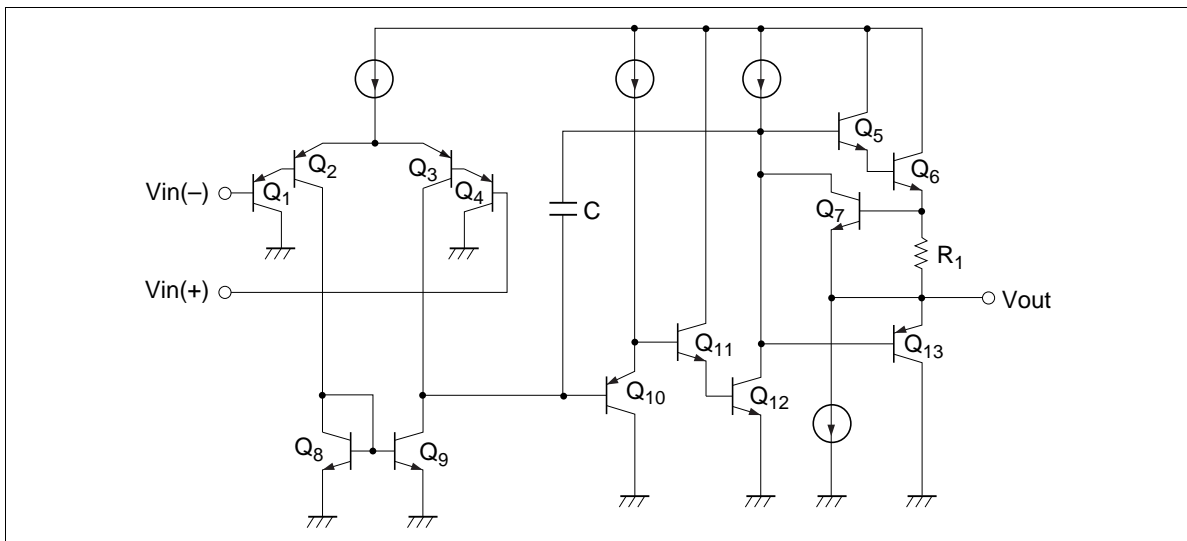 Q5
Q2
Q3
Q6
Vin(–)
Q1
Q4
Q7
C
R1
Vin(+)
Vout
Q11
Q13
Q10
Q12
Q8
Q9